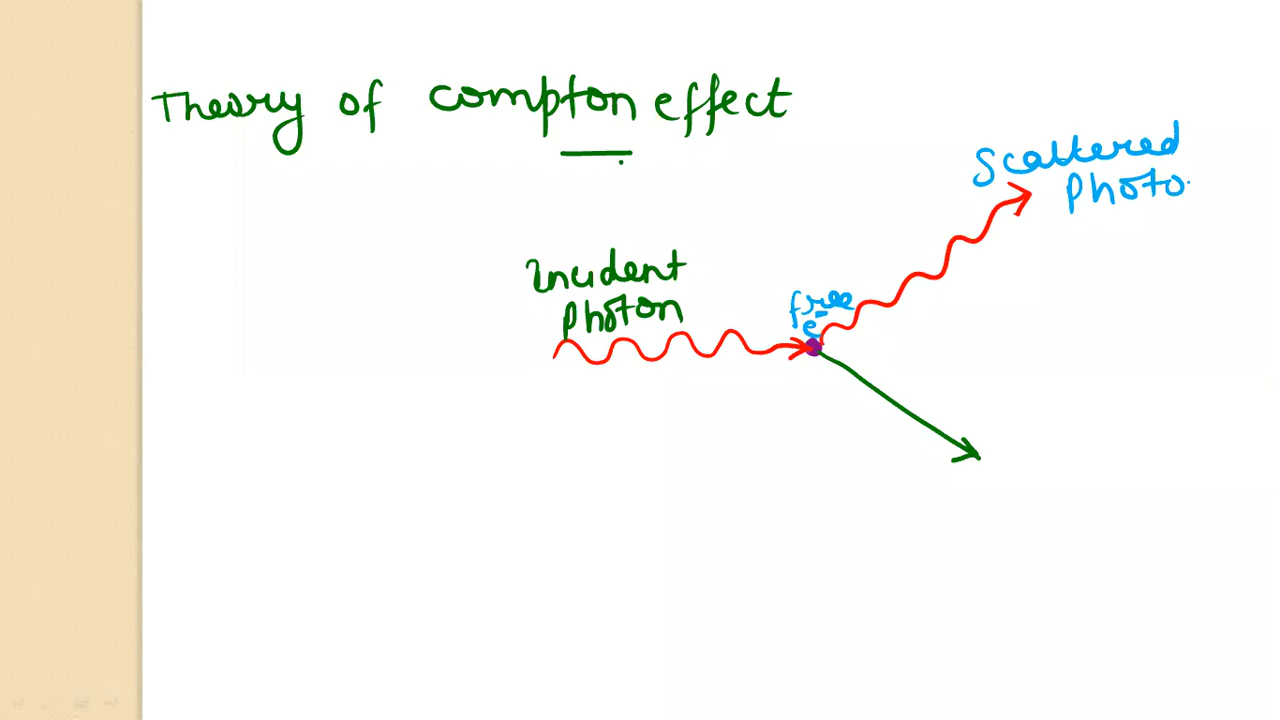 Theory of compton effect
Scattered
Photo
Incident
Photon
free
e-